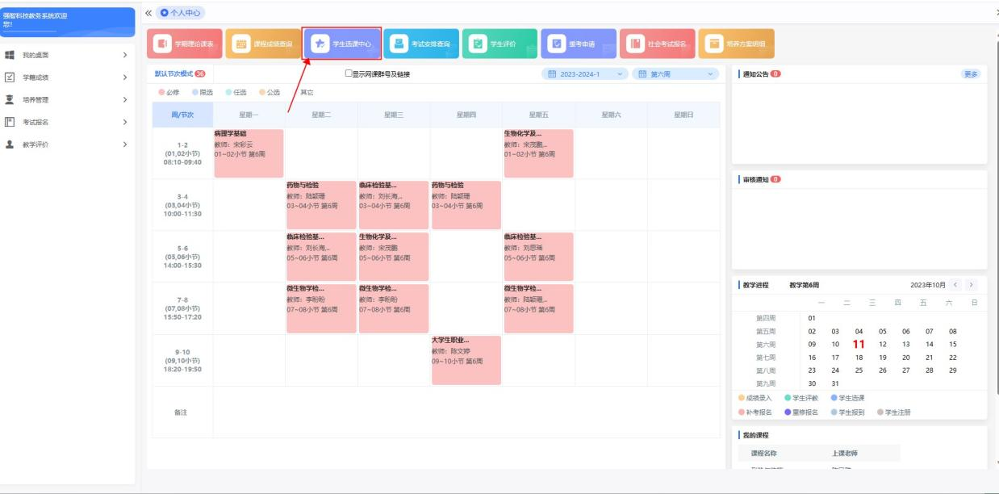 强智科技教务系统欢迎
您!
个人中心
我的桌面
学籍成绩
培养管理
考试报名
教学评价
学期理论课表
课程成绩查询
学生选课中心
考试安排查询
学生评价
缓考申请
社会考试报名
培养方案明细
默认节次模式 36
显示网课群号及链接
2023-2024-1
第六周
必修 限选 任选 公选 其它
周/节次 星期一 星期二 星期三 星期四 星期五 星期六 星期日
1-2
(01,02小节)
08:10-09:40
病理学基础
教师: 宋彩云
01~02小节 第6周
生物化学及...
教师: 宋茂鹏,..
01~02小节 第6周
3-4
(03,04小节)
10:00-11:30
药物与检验
教师: 陆颖珊
03~04小节 第6周
临床检验基...
教师: 刘长海,..
03~04小节 第6周
药物与检验
教师: 陆颖珊
03~04小节 第6周
5-6
(05,06小节)
14:00-15:30
临床检验基...
教师: 刘长海,..
05~06小节 第6周
生物化学及...
教师: 宋茂鹏
05~06小节 第6周
临床检验基...
教师: 刘思瑶
05~06小节 第6周
7-8
(07,08小节)
15:50-17:20
微生物学检...
教师: 李盼盼
07~08小节 第6周
微生物学检...
教师: 李盼盼
07~08小节 第6周
微生物学检...
教师: 陆颖珊,..
07~08小节 第6周
9-10
(09,10小节)
18:20-19:50
大学生职业...
教师: 陈文婷
09~10小节 第6周
备注
通知公告 0
更多
审核通知 0
教学进程 教学第6周 2023年10月
一 二 三 四 五 六 日
第四周 01
第五周 02 03 04 05 06 07 08
第六周 09 10 11 12 13 14 15
第七周 16 17 18 19 20 21 22
第八周 23 24 25 26 27 28 29
第九周 30 31
成绩录入 学生评教 学生选课
补考报名 重修报名 学生报到 学生注册
我的课程
课程名称 上课老师